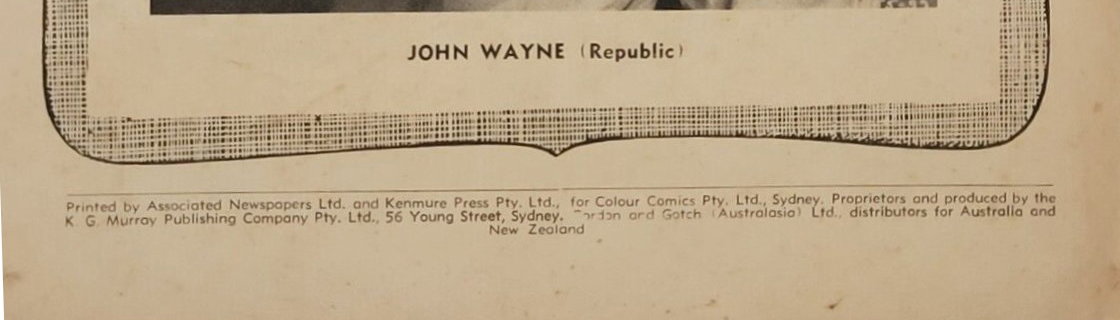 JOHN WAYNE (Republic)
Printed by Associated Newspapers Ltd. and Kenmure Press Pty. Ltd., for Colour Comics Pty. Ltd., Sydney. Proprietors and produced by the
K. G. Murray Publishing Company Pty. Ltd., 56 Young Street, Sydney. Gordon and Gotch (Australasia) Ltd., distributors for Australia and
New Zealand